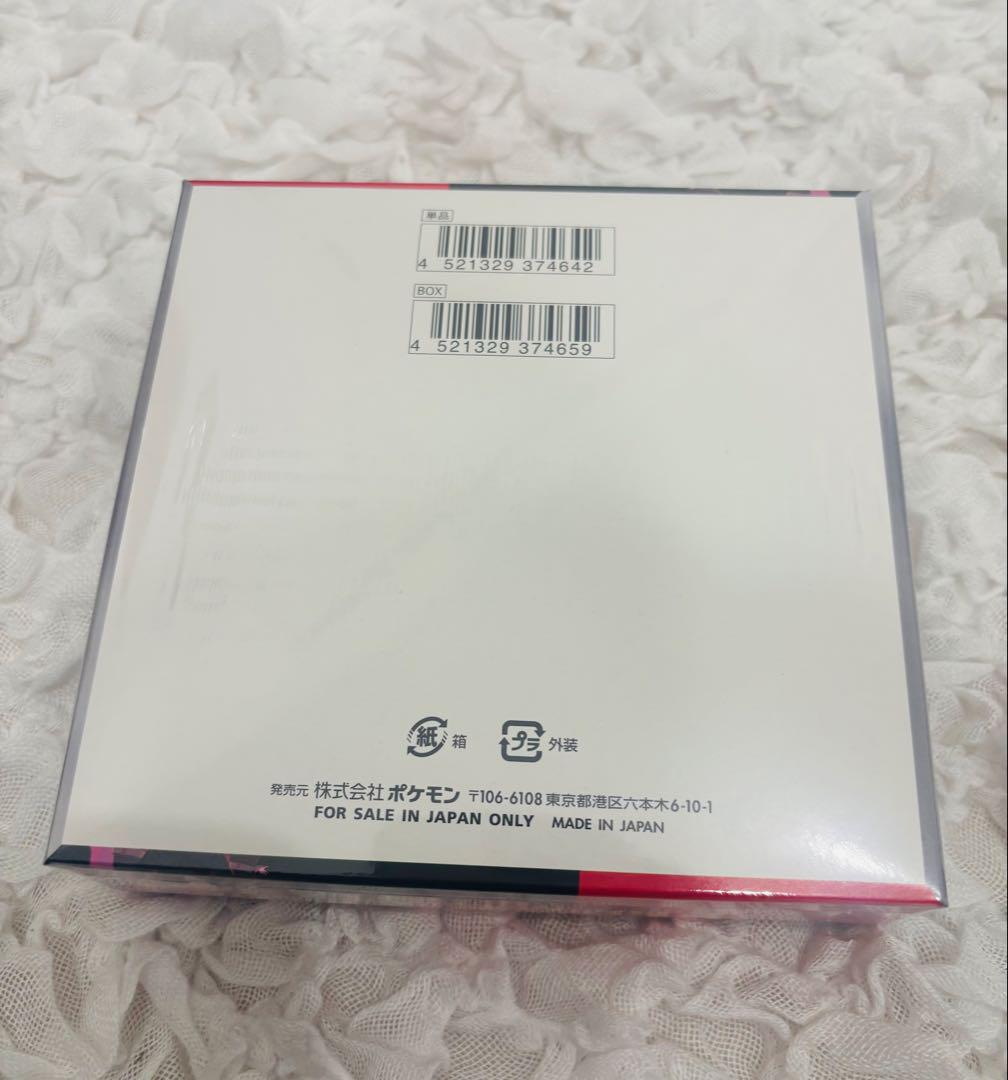 単品
4 521329 374642
BOX
4 521329 374659
紙 箱 プラ 外装
発売元 株式会社 ポケモン 〒106-6108 東京都港区六本木6-10-1
FOR SALE IN JAPAN ONLY MADE IN JAPAN